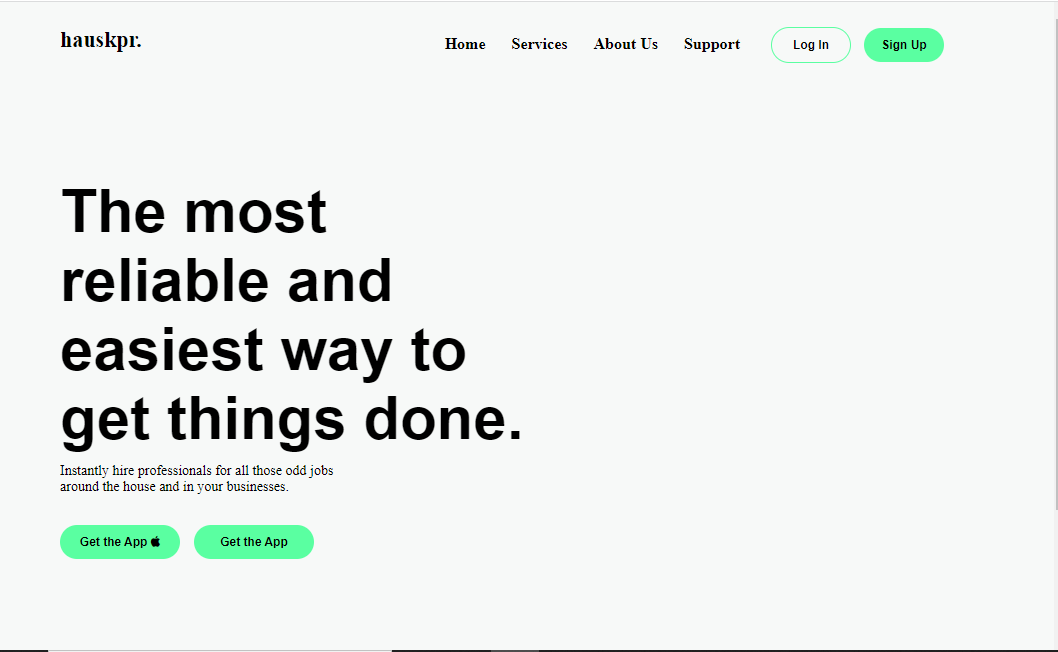 hauskpr.
Home Services About Us Support Log In Sign Up
The most
reliable and
easiest way to
get things done.
Instantly hire professionals for all those odd jobs
around the house and in your businesses.
Get the App Get the App